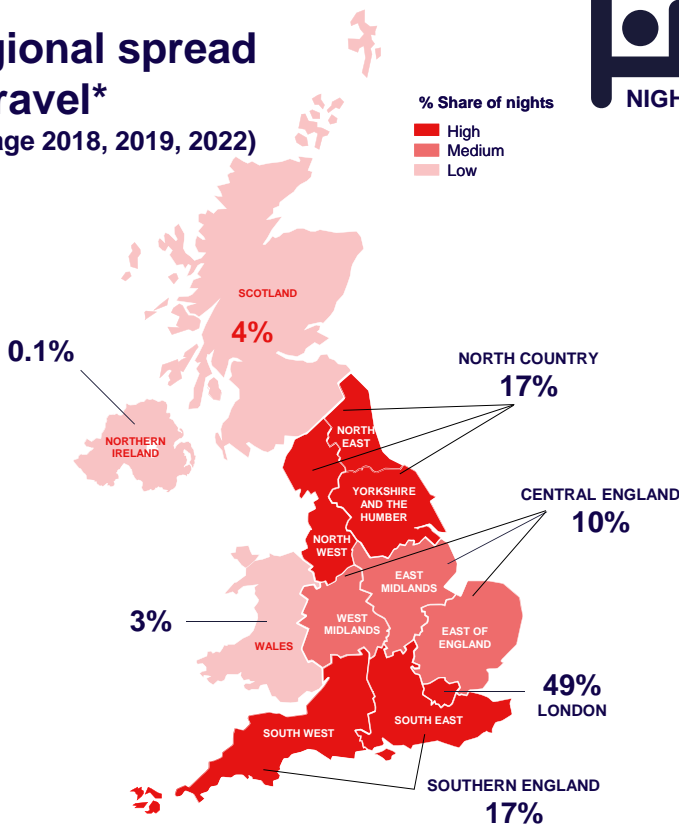 gional spread
ravel*
age 2018, 2019, 2022)
NIGH
% Share of nights
High
Medium
Low
SCOTLAND
4%
0.1%
NORTHERN
IRELAND
NORTH COUNTRY
17%
NORTH
EAST
YORKSHIRE
AND THE
HUMBER
NORTH
WEST
CENTRAL ENGLAND
10%
EAST
MIDLANDS
WEST
MIDLANDS
EAST OF
ENGLAND
3%
WALES
49%
LONDON
SOUTH WEST
SOUTH EAST
SOUTHERN ENGLAND
17%